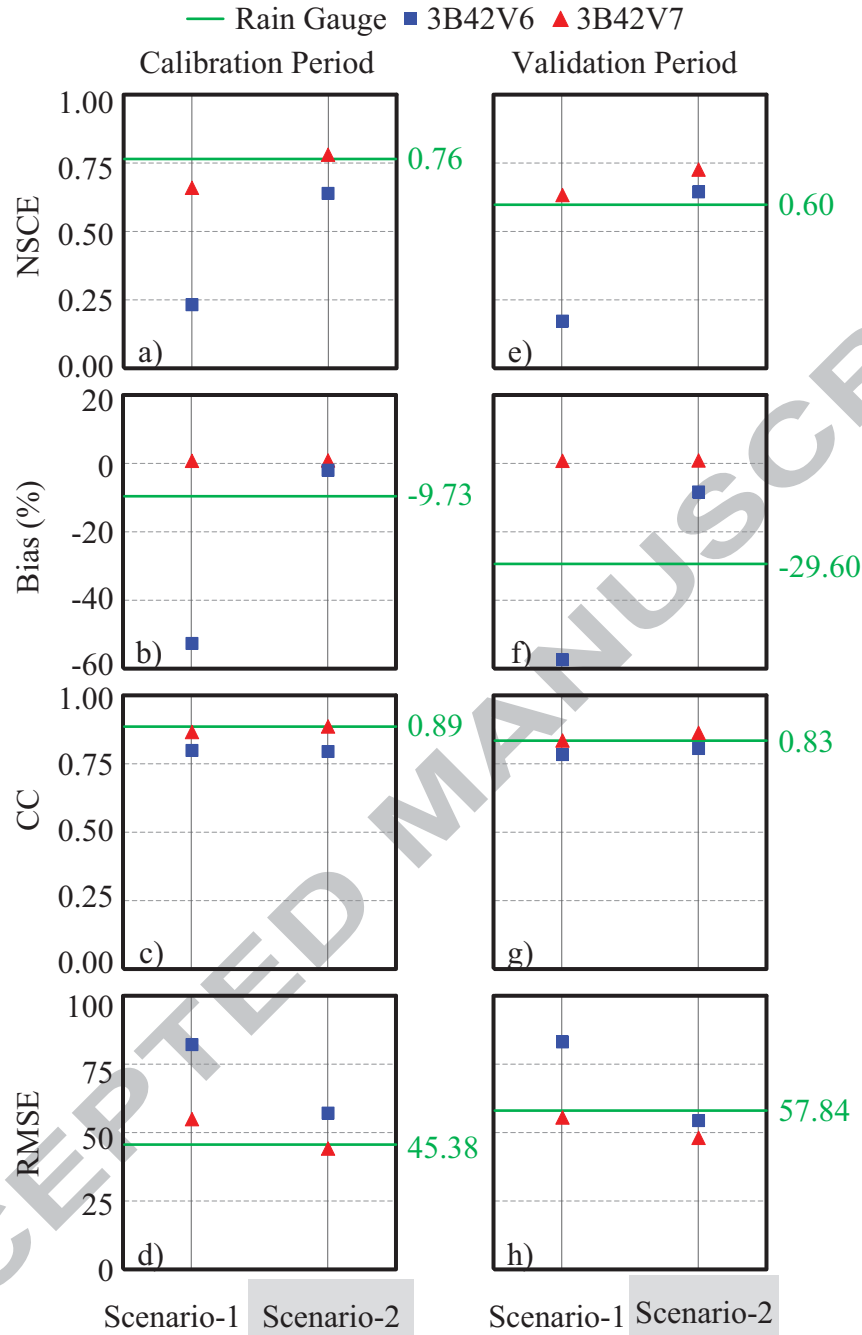 Rain Gauge 3B42V6 3B42V7
Calibration Period
Validation Period
NSCE
1.00
0.75
0.50
0.25
0.00
a)
0.76
e)
0.60
Bias (%)
20
0
-20
-40
-60
b)
-9.73
f)
-29.60
CC
1.00
0.75
0.50
0.25
0.00
c)
0.89
g)
0.83
RMSE
100
75
50
25
0
d)
45.38
h)
57.84
Scenario-1 Scenario-2
Scenario-1 Scenario-2
CEPTED MANUSCR